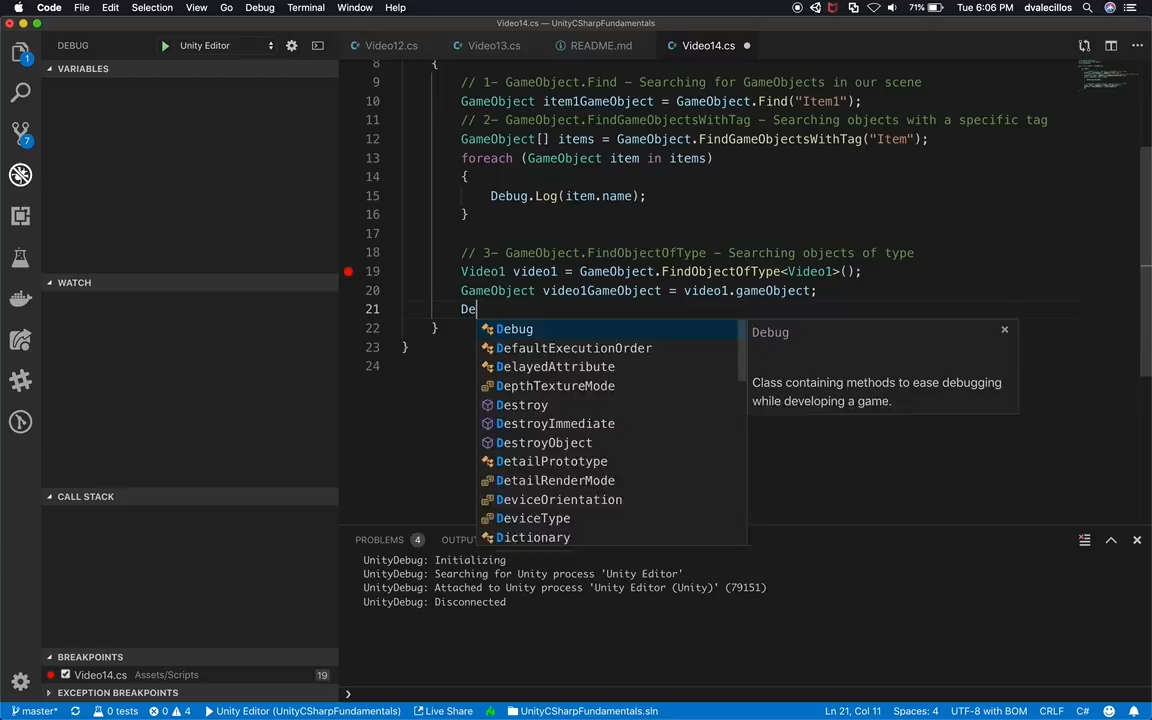 Code File Edit Selection View Go Debug Terminal Window Help 71% Tue 6:06 PM dvalecillos
Video14.cs — UnityCSharpFundamentals
DEBUG Unity Editor Video12.cs Video13.cs README.md Video14.cs
VARIABLES
8 {
9 // 1- GameObject.Find - Searching for GameObjects in our scene
10 GameObject item1GameObject = GameObject.Find("Item1");
11 // 2- GameObject.FindGameObjectsWithTag - Searching objects with a specific tag
12 GameObject[] items = GameObject.FindGameObjectsWithTag("Item");
13 foreach (GameObject item in items)
14 {
15 Debug.Log(item.name);
16 }
17
18 // 3- GameObject.FindObjectOfType - Searching objects of type
19 Video1 video1 = GameObject.FindObjectOfType<Video1>();
20 GameObject video1GameObject = video1.gameObject;
21 De
22 }
23 }
24
1
7
WATCH
CALL STACK
BREAKPOINTS
Video14.cs Assets/Scripts 19
EXCEPTION BREAKPOINTS
Debug
DefaultExecutionOrder
DelayedAttribute
DepthTextureMode
Destroy
DestroyImmediate
DestroyObject
DetailPrototype
DetailRenderMode
DeviceOrientation
DeviceType
Dictionary
Debug
Class containing methods to ease debugging
while developing a game.
PROBLEMS 4 OUTPU
UnityDebug: Initializing
UnityDebug: Searching for Unity process 'Unity Editor'
UnityDebug: Attached to Unity process 'Unity Editor (Unity)' (79151)
UnityDebug: Disconnected
master* 0 tests 0 4 Unity Editor (UnityCSharpFundamentals) Live Share UnityCSharpFundamentals.sln Ln 21, Col 11 Spaces: 4 UTF-8 with BOM CRLF C#